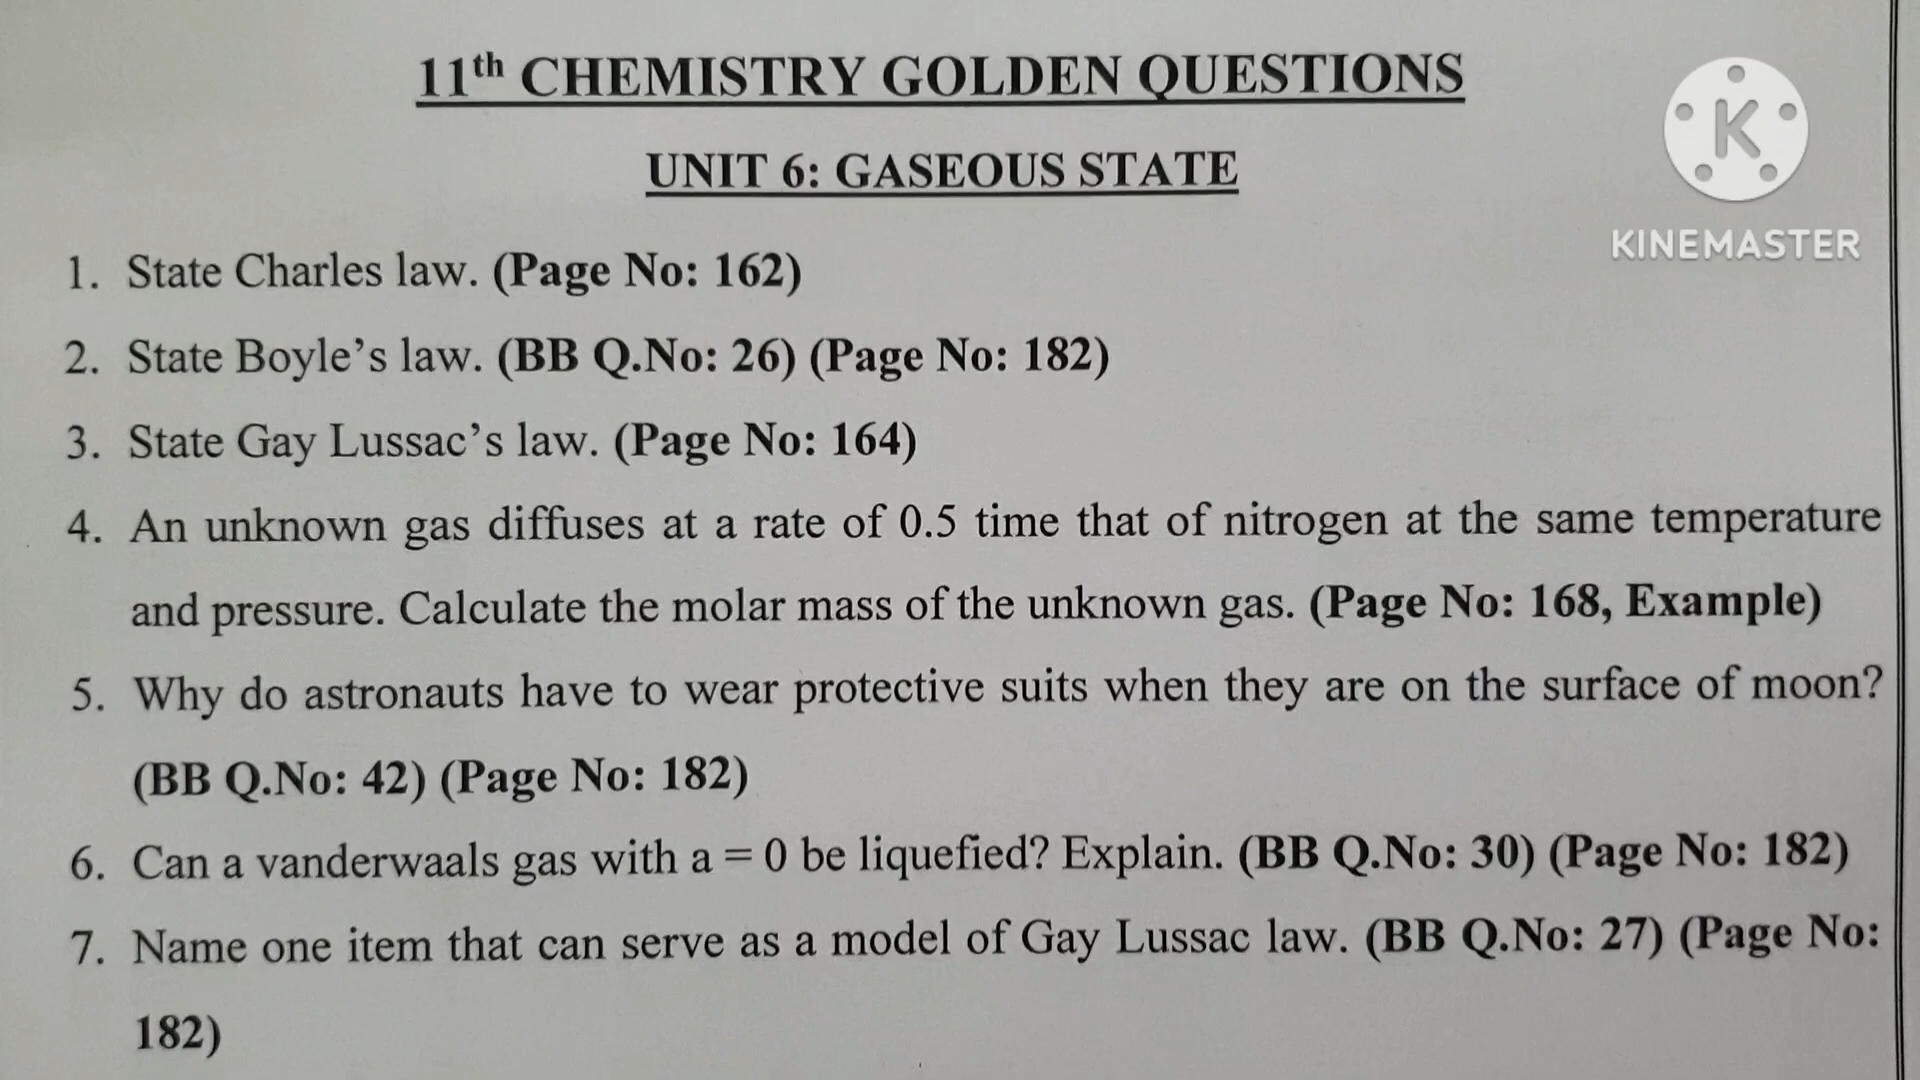 11th CHEMISTRY GOLDEN QUESTIONS
UNIT 6: GASEOUS STATE
K
KINEMASTER
1. State Charles law. (Page No: 162)
2. State Boyle’s law. (BB Q.No: 26) (Page No: 182)
3. State Gay Lussac’s law. (Page No: 164)
4. An unknown gas diffuses at a rate of 0.5 time that of nitrogen at the same temperature
and pressure. Calculate the molar mass of the unknown gas. (Page No: 168, Example)
5. Why do astronauts have to wear protective suits when they are on the surface of moon?
(BB Q.No: 42) (Page No: 182)
6. Can a vanderwaals gas with a = 0 be liquefied? Explain. (BB Q.No: 30) (Page No: 182)
7. Name one item that can serve as a model of Gay Lussac law. (BB Q.No: 27) (Page No:
182)